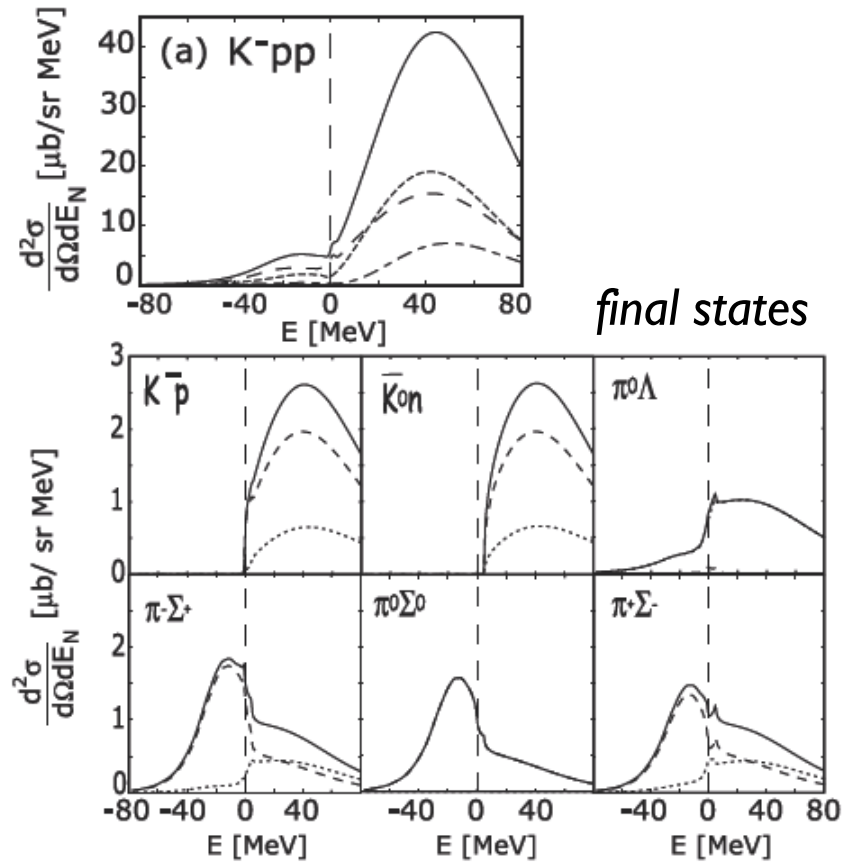 (a) K⁻pp
d²σ
dΩdE_N
[μb/sr MeV]
40
30
20
10
0
-80 -40 0 40 80
E [MeV]
final states
d²σ
dΩdE_N
[μb/ sr MeV]
3
2
1
0
K⁻p
K̄⁰n
π⁰Λ
2
1
0
π⁻Σ⁺
π⁰Σ⁰
π⁺Σ⁻
-80 -40 0 40
-40 0 40
-40 0 40 80
E [MeV] E [MeV] E [MeV]